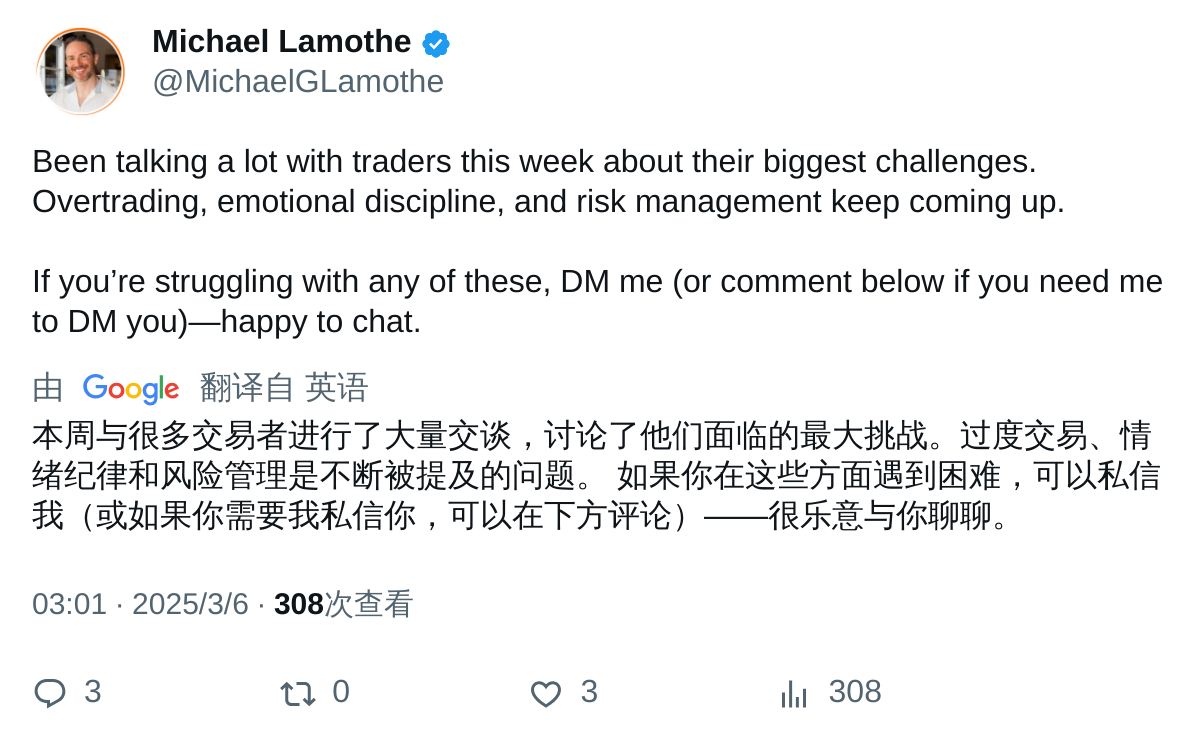 Michael Lamothe
@MichaelGLamothe
Been talking a lot with traders this week about their biggest challenges.
Overtrading, emotional discipline, and risk management keep coming up.
If you’re struggling with any of these, DM me (or comment below if you need me
to DM you)—happy to chat.
由 Google 翻译自 英语
本周与很多交易者进行了大量交谈，讨论了他们面临的最大挑战。过度交易、情
绪纪律和风险管理是不断被提及的问题。 如果你在这些方面遇到困难，可以私信
我（或如果你需要我私信你，可以在下方评论）——很乐意与你聊聊。
03:01 · 2025/3/6 · 308次查看
3 0 3 308